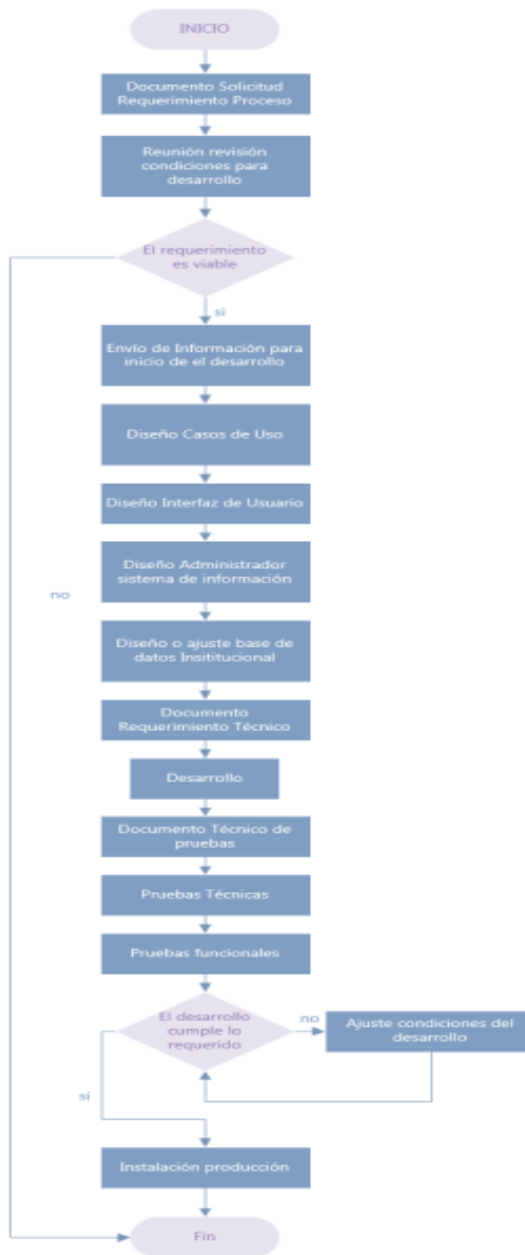 INICIO
Documento Solicitud
Requerimiento Proceso
Reunión revisión
condiciones para
desarrollo
El requerimiento
es viable
si
Envío de Información para
inicio de el desarrollo
Diseño Casos de Uso
Diseño Interfaz de Usuario
Diseño Administrador
sistema de información
no
Diseño o ajuste base de
datos Insititucional
Documento
Requerimiento Técnico
Desarrollo
Documento Técnico de
pruebas
Pruebas Técnicas
Pruebas funcionales
El desarrollo
cumple lo
requerido
no
Ajuste condiciones del
desarrollo
si
Instalación producción
Fin